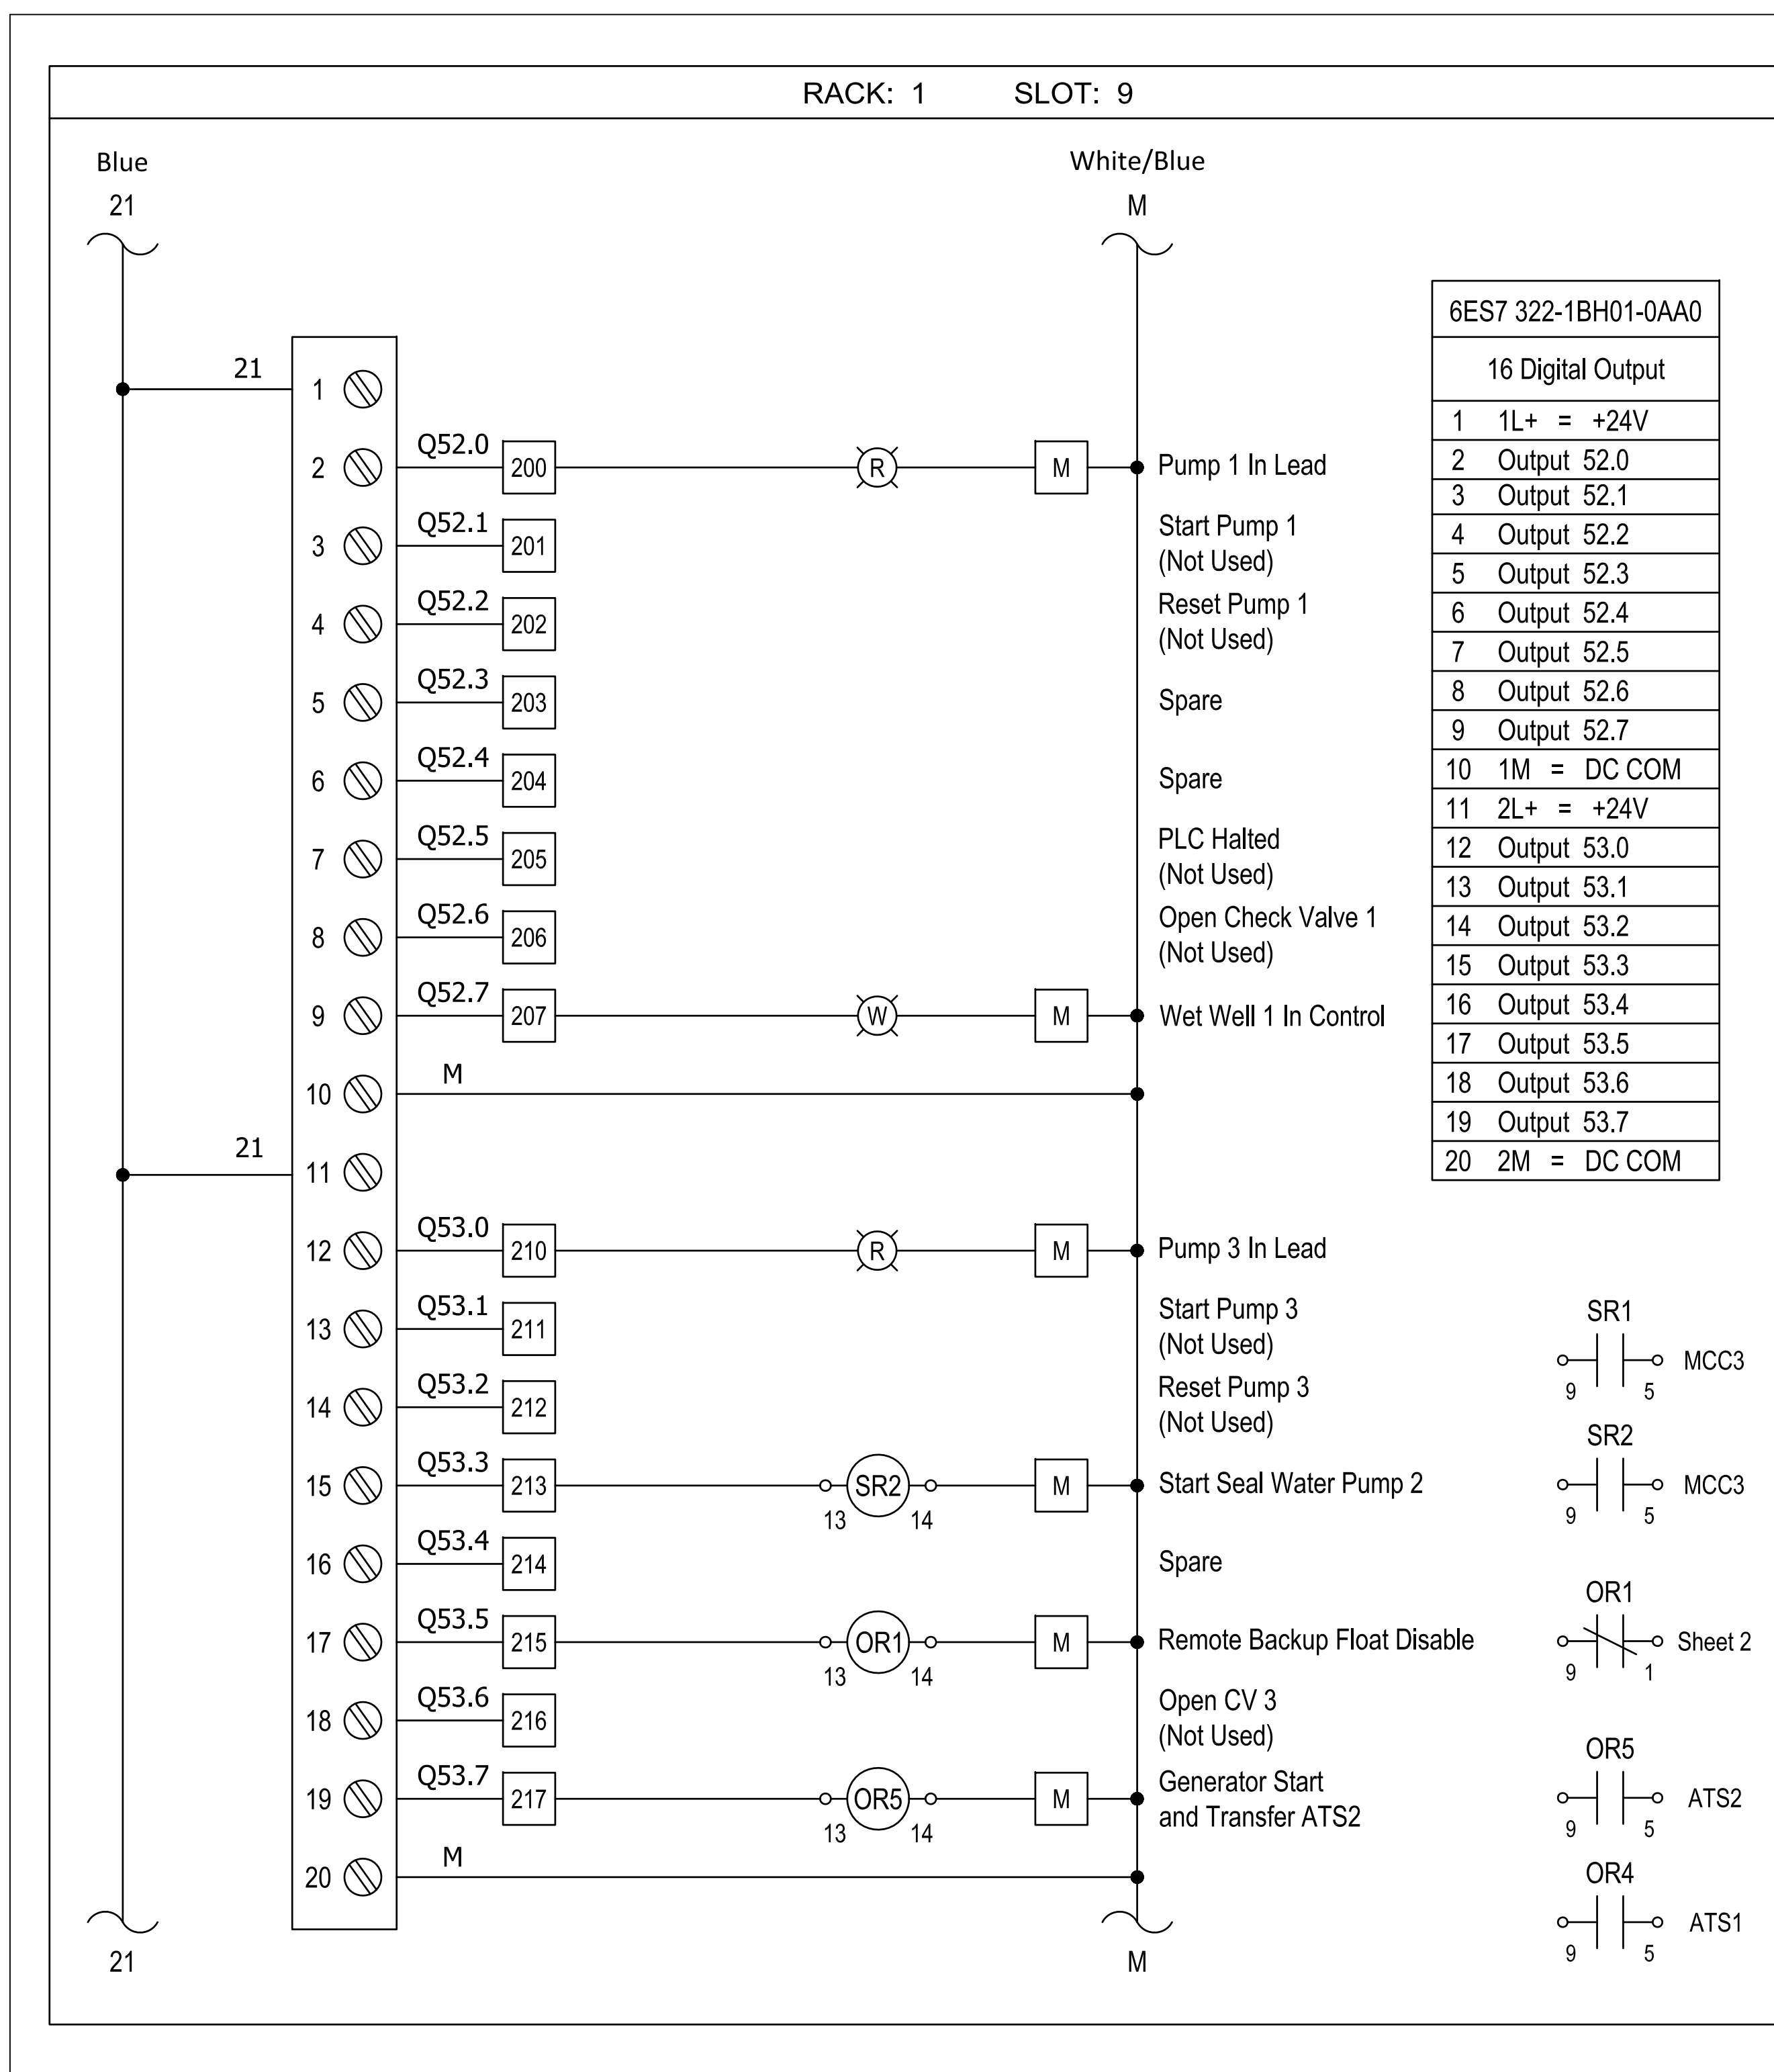 RACK: 1 SLOT: 9
Blue
21
White/Blue
M
21
1
2 Q52.0 200 R M Pump 1 In Lead
3 Q52.1 201 Start Pump 1
(Not Used)
4 Q52.2 202 Reset Pump 1
(Not Used)
5 Q52.3 203 Spare
6 Q52.4 204 Spare
7 Q52.5 205 PLC Halted
(Not Used)
8 Q52.6 206 Open Check Valve 1
(Not Used)
9 Q52.7 207 W M Wet Well 1 In Control
10 M
21
11
12 Q53.0 210 R M Pump 3 In Lead
13 Q53.1 211 Start Pump 3
(Not Used)
14 Q53.2 212 Reset Pump 3
(Not Used)
15 Q53.3 213 SR2 M Start Seal Water Pump 2
13 14
16 Q53.4 214 Spare
17 Q53.5 215 OR1 M Remote Backup Float Disable
13 14
18 Q53.6 216 Open CV 3
(Not Used)
19 Q53.7 217 OR5 M Generator Start
and Transfer ATS2
13 14
20 M
21
M
6ES7 322-1BH01-0AA0
16 Digital Output
1 1L+ = +24V
2 Output 52.0
3 Output 52.1
4 Output 52.2
5 Output 52.3
6 Output 52.4
7 Output 52.5
8 Output 52.6
9 Output 52.7
10 1M = DC COM
11 2L+ = +24V
12 Output 53.0
13 Output 53.1
14 Output 53.2
15 Output 53.3
16 Output 53.4
17 Output 53.5
18 Output 53.6
19 Output 53.7
20 2M = DC COM
SR1
MCC3
9 5
SR2
MCC3
9 5
OR1
Sheet 2
9 1
OR5
ATS2
9 5
OR4
ATS1
9 5